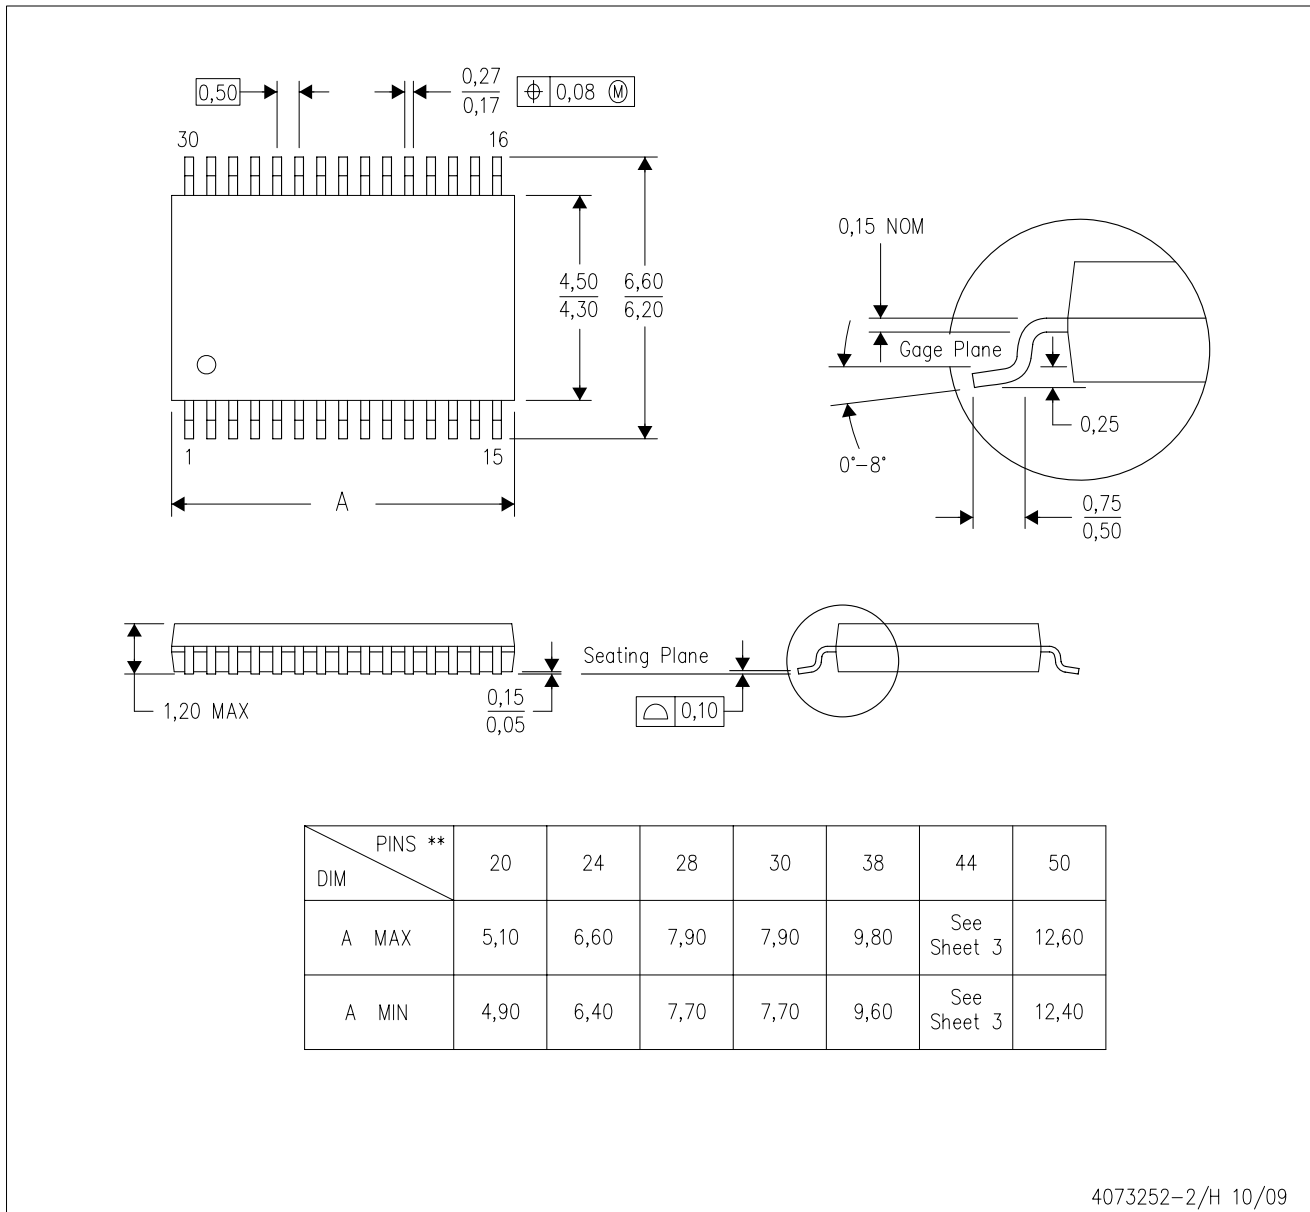 0,50
0,27
0,17
0,08 Ⓜ
30
16
4,50
4,30
6,60
6,20
1
15
A
0,15 NOM
Gage Plane
0,25
0°–8°
0,75
0,50
1,20 MAX
0,15
0,05
Seating Plane
0,10
PINS **
DIM
20 24 28 30 38 44 50
A MAX 5,10 6,60 7,90 7,90 9,80 See Sheet 3 12,60
A MIN 4,90 6,40 7,70 7,70 9,60 See Sheet 3 12,40
4073252-2/H 10/09